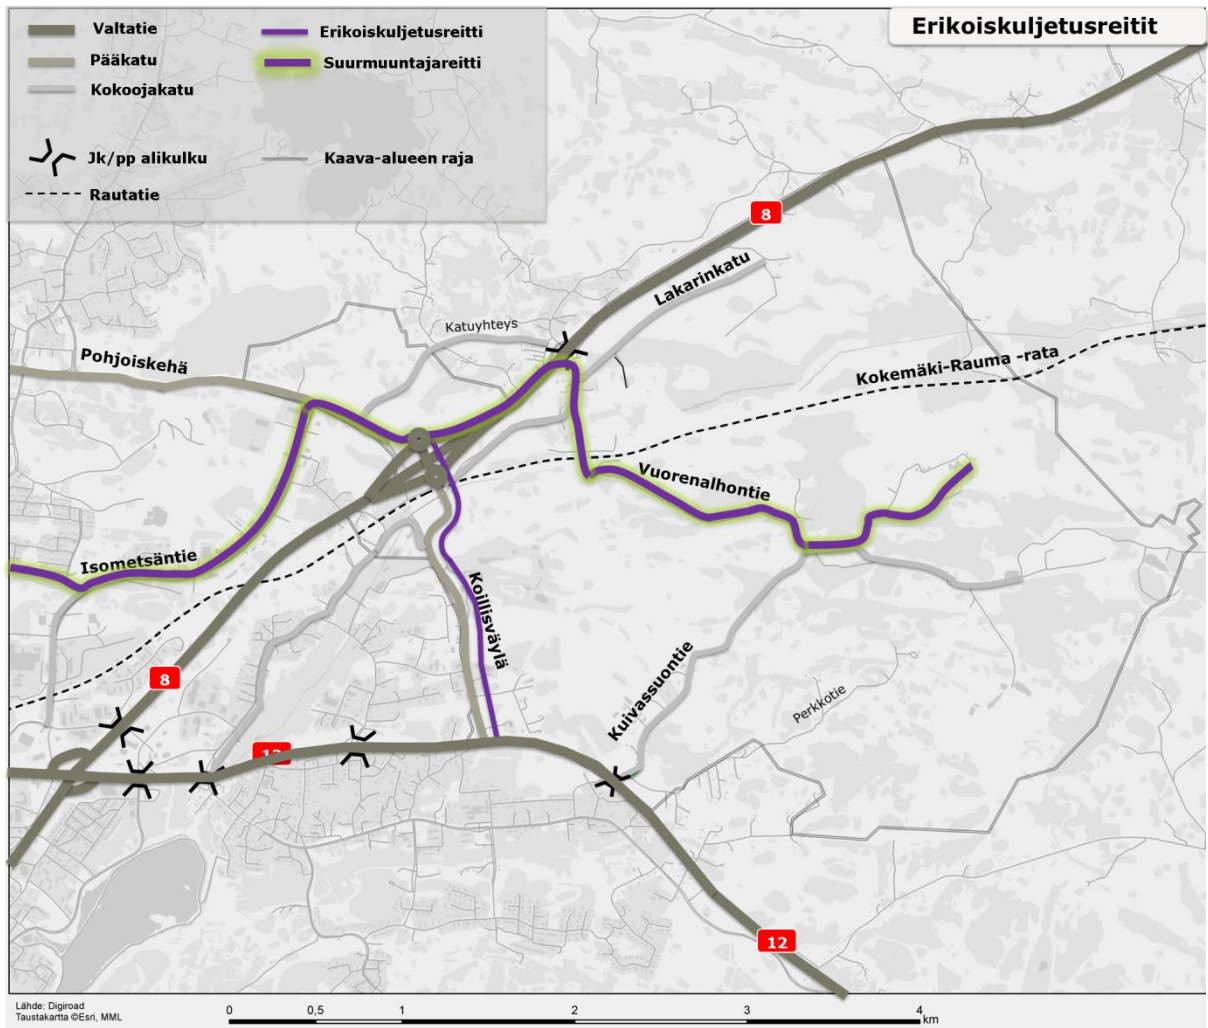 Erikoiskuljetusreitit
Valtatie
Pääkatu
Kokoojakatu
Jk/pp alikulku
Rautatie
Erikoiskuljetusreitti
Suurmuuntajareitti
Kaava-alueen raja
8
Lakarinkatu
Katuyhteys
Pohjoiskehä
Kokemäki-Rauma -rata
Vuorenalhontie
Isometsäntie
Koillisväylä
8
Kuivassuontie
Perkkotie
12
12
Lähde: Digiroad
Taustakartta ©Esri, MML
0 0,5 1 2 3 4
km